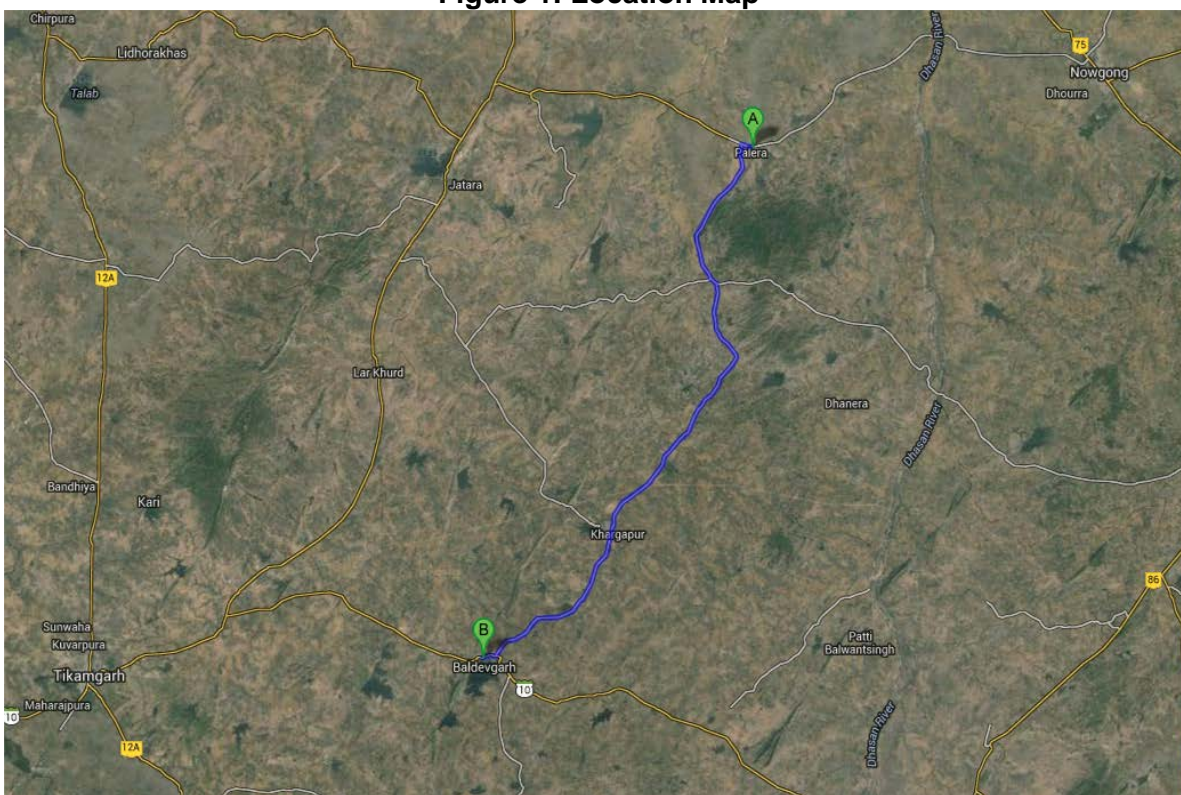 Figure 1: Location Map
Chirpura
Lidhorakhas
Talab
Dhasan River
75
Nowgong
Dhourra
A
Palera
Jatara
12A
Lar Khurd
Dhanera
Dhasan River
Bandhiya
Kari
Khargapur
86
Sunwaha
Kuvarpura
Tikamgarh
Maharajpura
10
12A
B
Baldevgarh
10
Patti
Balwantsingh
Dhasan River